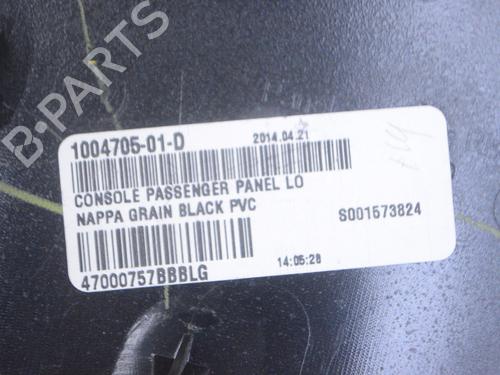 B-PARTS
1004705-01-D
2014.04.21
CONSOLE PASSENGER PANEL LO
NAPPA GRAIN BLACK PVC
S001573824
47000757BBBLG
14:05:28